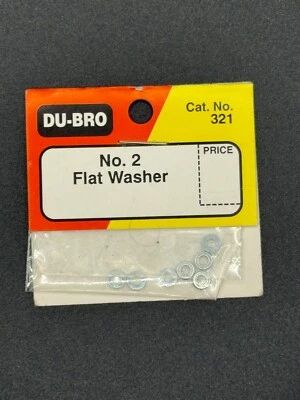 DU-BRO
Cat. No.
321
No. 2
Flat Washer
PRICE